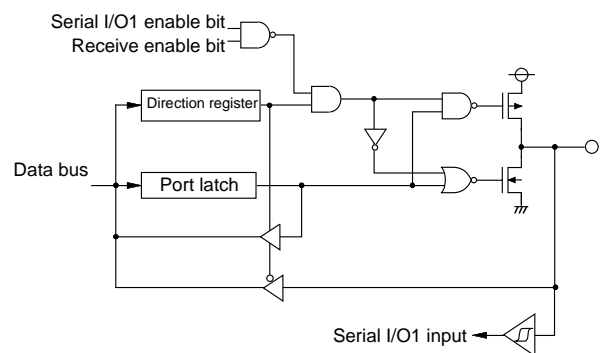 Serial I/O1 enable bit
Receive enable bit
Direction register
Data bus
Port latch
Serial I/O1 input